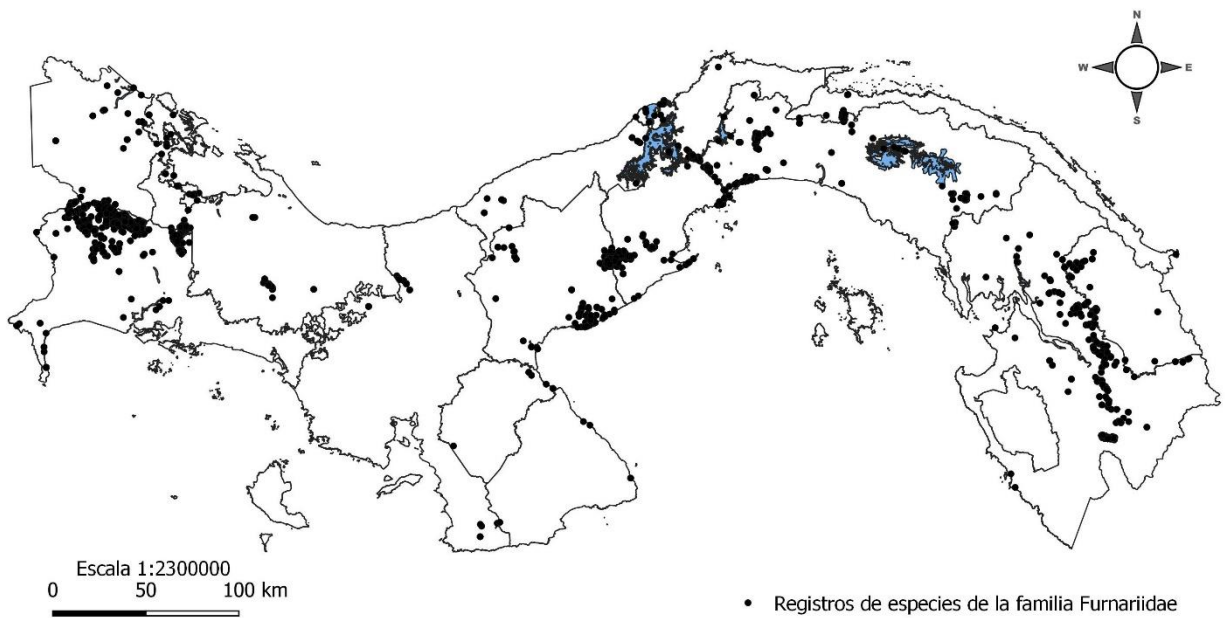 N
W E
S
Escala 1:2300000
0 50 100 km
• Registros de especies de la familia Furnariidae